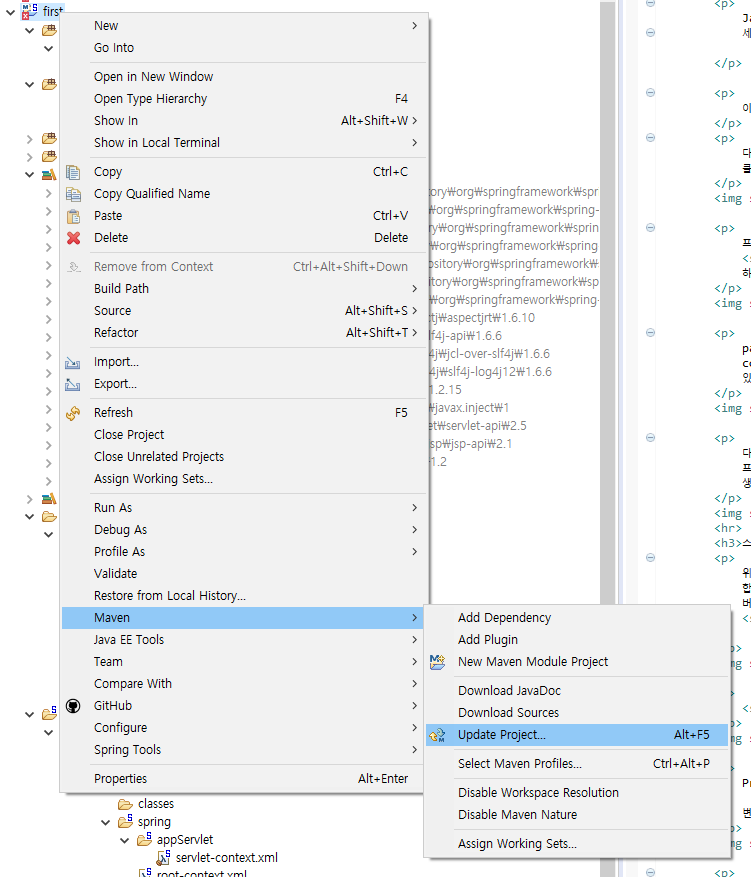 first
New
Go Into
Open in New Window
Open Type Hierarchy F4
Show In Alt+Shift+W
Show in Local Terminal
Copy Ctrl+C
Copy Qualified Name
Paste Ctrl+V
Delete Delete
Remove from Context Ctrl+Alt+Shift+Down
Build Path
Source Alt+Shift+S
Refactor Alt+Shift+T
Import...
Export...
Refresh F5
Close Project
Close Unrelated Projects
Assign Working Sets...
Run As
Debug As
Profile As
Validate
Restore from Local History...
Maven
Java EE Tools
Team
Compare With
GitHub
Configure
Spring Tools
Properties Alt+Enter
Add Dependency
Add Plugin
New Maven Module Project
Download JavaDoc
Download Sources
Update Project... Alt+F5
Select Maven Profiles... Ctrl+Alt+P
Disable Workspace Resolution
Disable Maven Nature
Assign Working Sets...
tory₩org₩springframework₩spr
₩org₩springframework₩spring-
ry₩org₩springframework₩sprin
₩org₩springframework₩spring
ository₩org₩springframework₩
tory₩org₩springframework₩spr
₩org₩springframework₩spring-
tj₩aspectjrt₩1.6.10
lf4j-api₩1.6.6
4j₩jcl-over-slf4j₩1.6.6
4j₩slf4j-log4j12₩1.6.6
1.2.15
₩javax.inject₩1
et₩servlet-api₩2.5
sp₩jsp-api₩2.1
1.2
classes
spring
appServlet
servlet-context.xml
root-context.xml
<p>
Ja
세
</p>
<p>
이
</p>
<p>
다
클
</p>
<img s
<p>
프
<s
하
</p>
<img s
<p>
pa
co
있
</p>
<img s
<p>
다
프
생
</p>
<img s
<hr>
<h3>스
<p>
위
합
버
<s
p>
mg s
>
<s
p>
mg s
>
Pu
변
p>
mg s
<p>